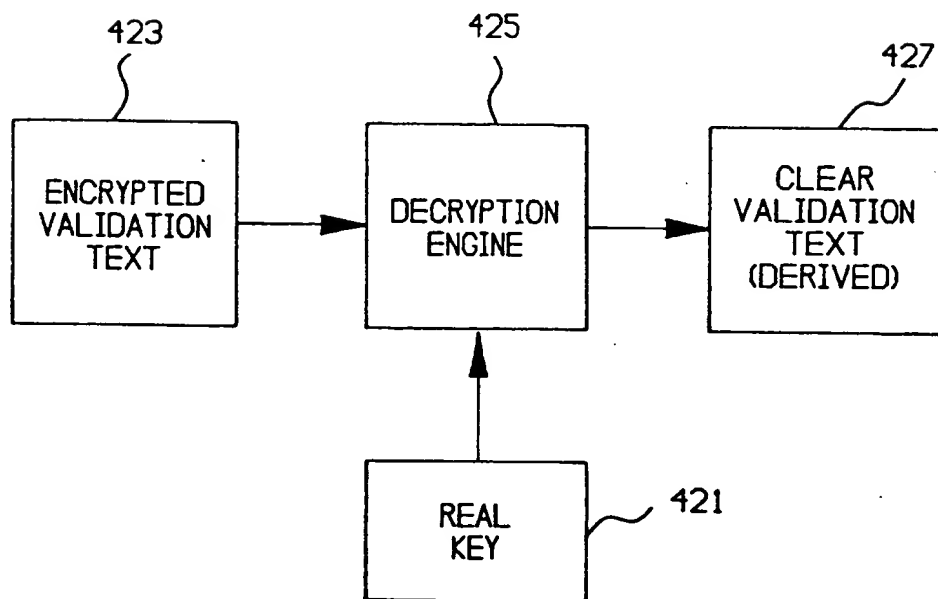 423
425
427
ENCRYPTED
VALIDATION
TEXT
DECRYPTION
ENGINE
CLEAR
VALIDATION
TEXT
(DERIVED)
REAL
KEY
421